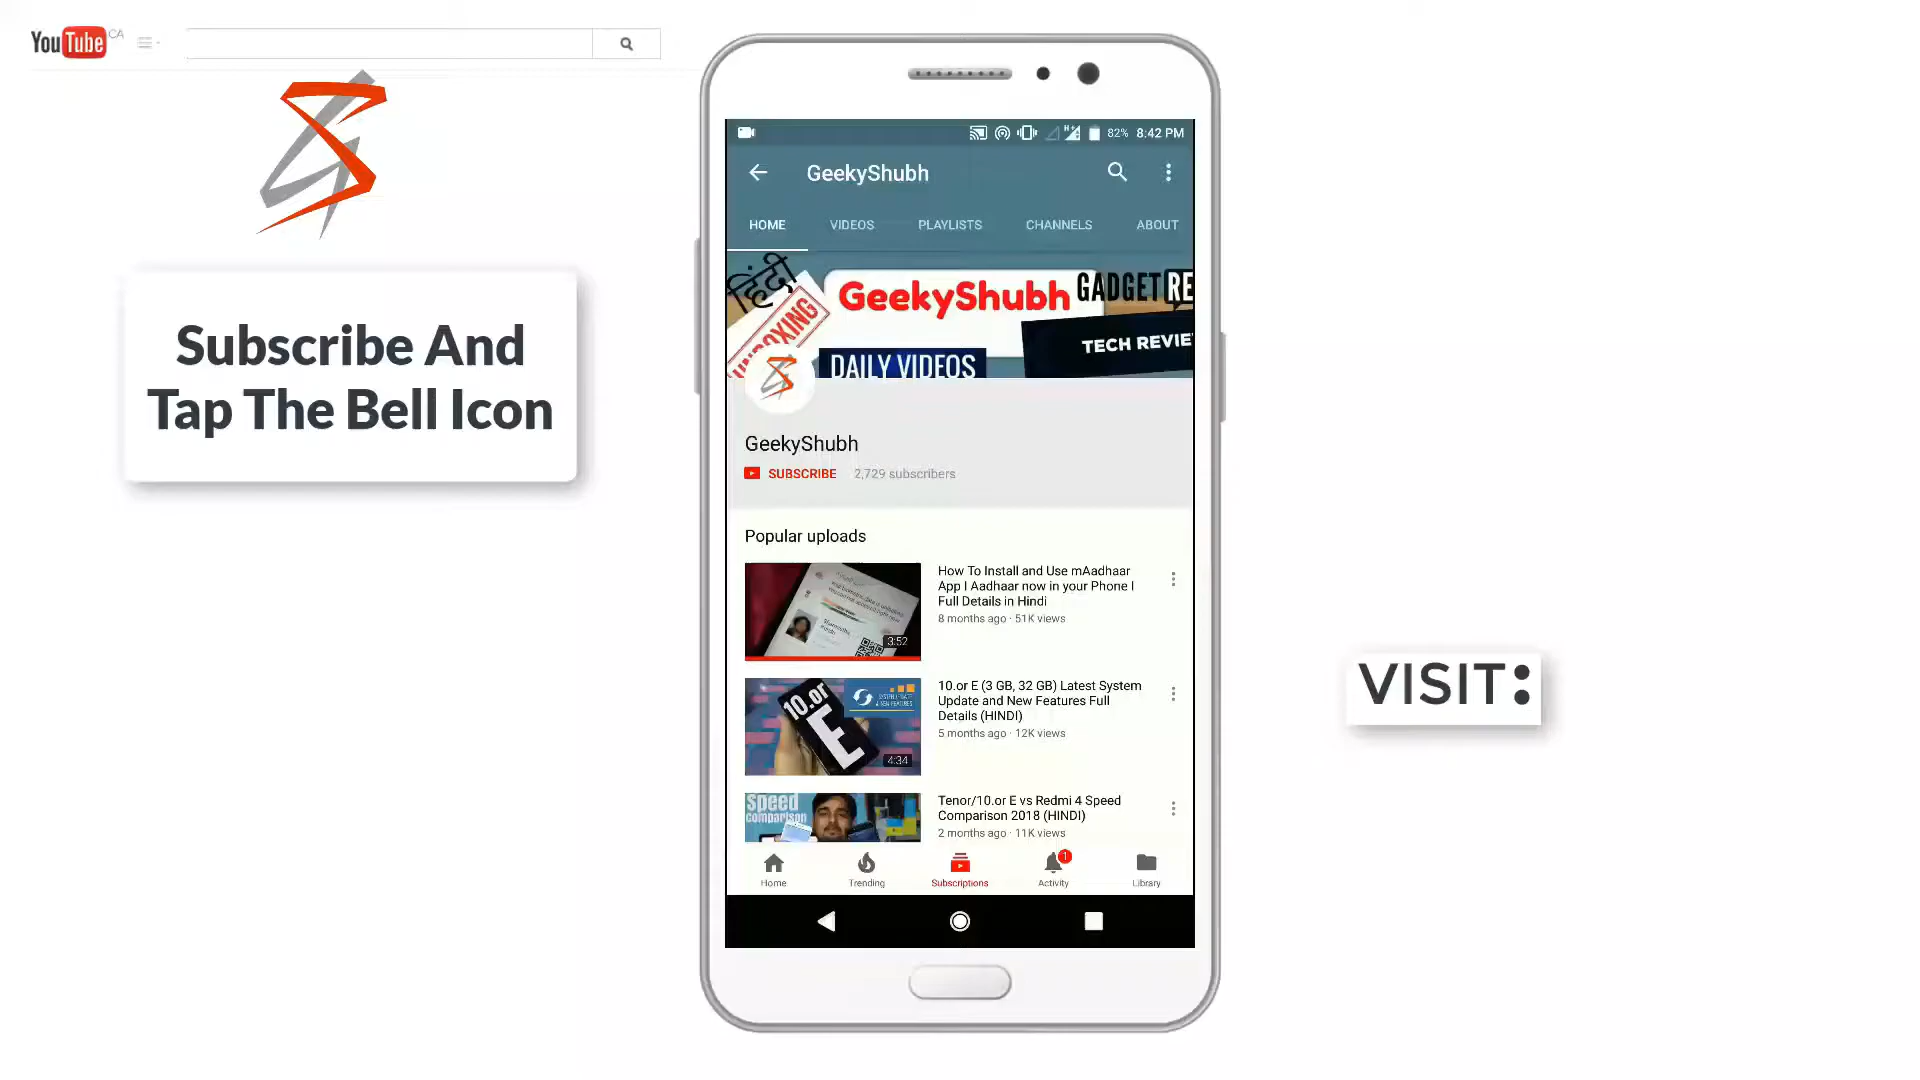 YouTube CA
Subscribe And
Tap The Bell Icon
82% 8:42 PM
GeekyShubh
HOME VIDEOS PLAYLISTS CHANNELS ABOUT
हिंदी
UNBOXING
GeekyShubh
GADGET RE
TECH REVIE
DAILY VIDEOS
GeekyShubh
SUBSCRIBE 2,729 subscribers
Popular uploads
How To Install and Use mAadhaar
App I Aadhaar now in your Phone I
Full Details in Hindi
8 months ago · 51K views
3:52
10.or E (3 GB, 32 GB) Latest System
Update and New Features Full
Details (HINDI)
5 months ago · 12K views
10.or
E
SYSTEM UPDATE
& NEW FEATURES
4:34
Tenor/10.or E vs Redmi 4 Speed
Comparison 2018 (HINDI)
2 months ago · 11K views
Speed
comparison
Home Trending Subscriptions 1 Activity Library
VISIT: